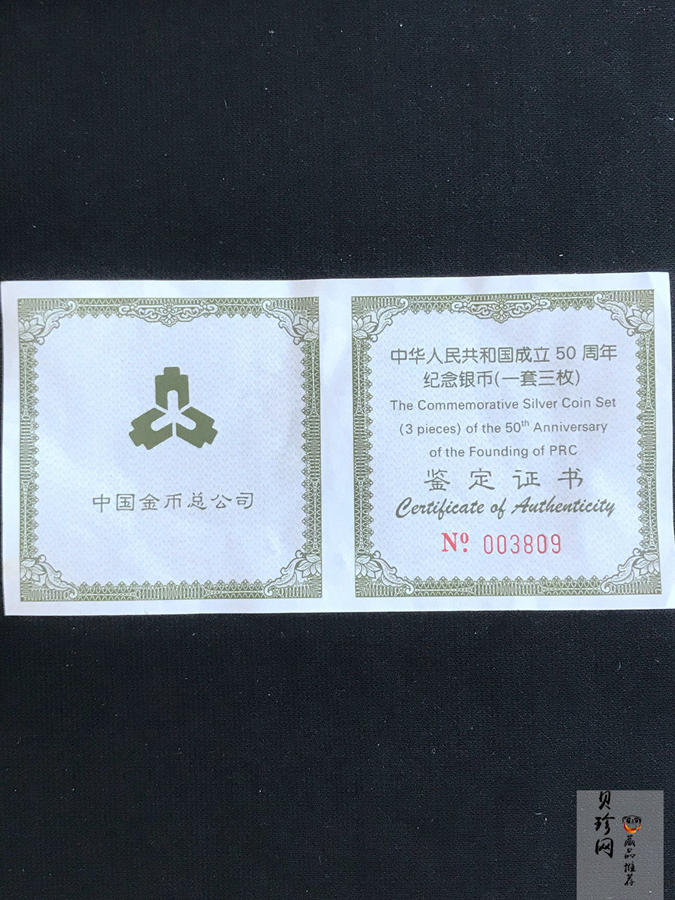 中国金币总公司
中华人民共和国成立 50 周年
纪念银币(一套三枚)
The Commemorative Silver Coin Set
(3 pieces) of the 50th Anniversary
of the Founding of PRC
鉴定证书
Certificate of Authenticity
Nº. 003809
贝珍网
藏品推荐